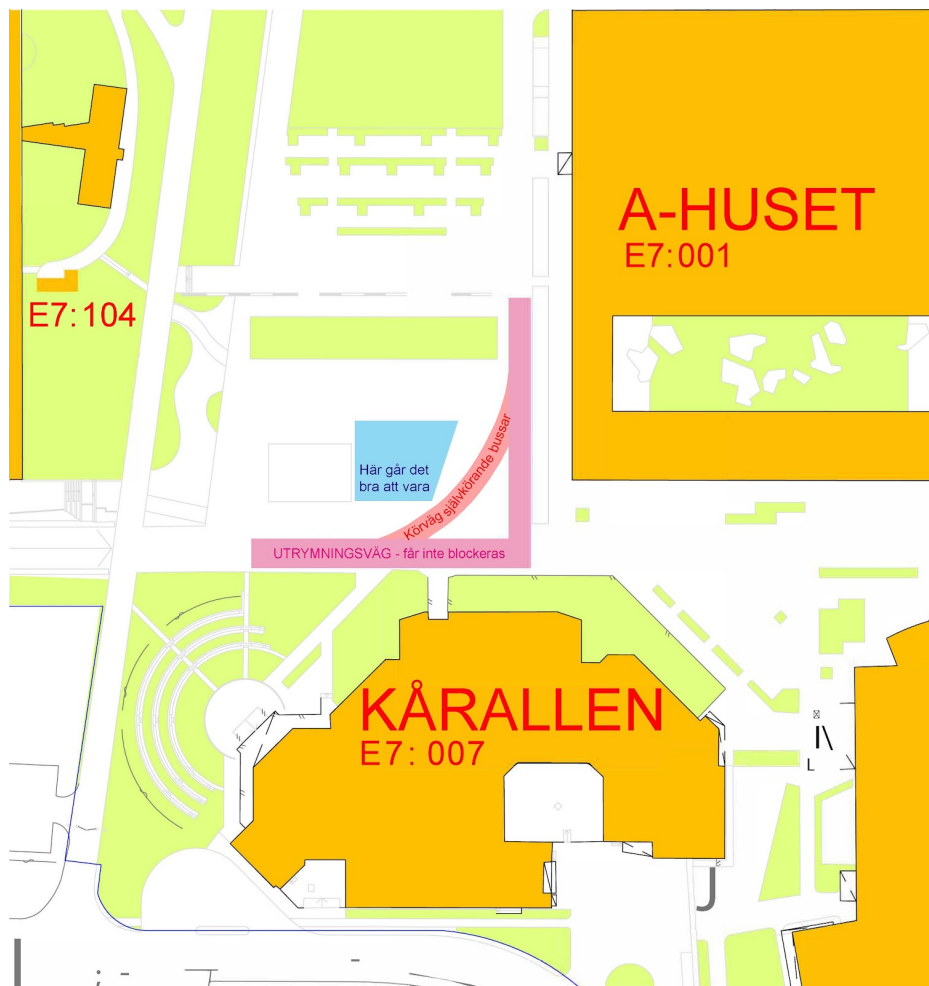 A-HUSET
E7:001
E7:104
Här går det
bra att vara
Körväg självkörande bussar
UTRYMNINGSVÄG - får inte blockeras
KÅRALLEN
E7: 007